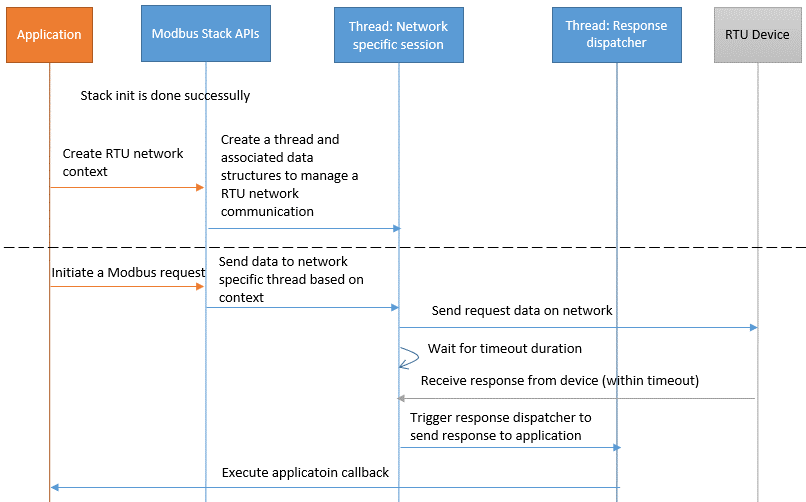 Application
Modbus Stack APIs
Thread: Network
specific session
Thread: Response
dispatcher
RTU Device
Stack init is done successully
Create RTU network
context
Create a thread and
associated data
structures to manage a
RTU network
communication
Initiate a Modbus request
Send data to network
specific thread based on
context
Send request data on network
Wait for timeout duration
Receive response from device (within timeout)
Trigger response dispatcher to
send response to application
Execute applicatoin callback